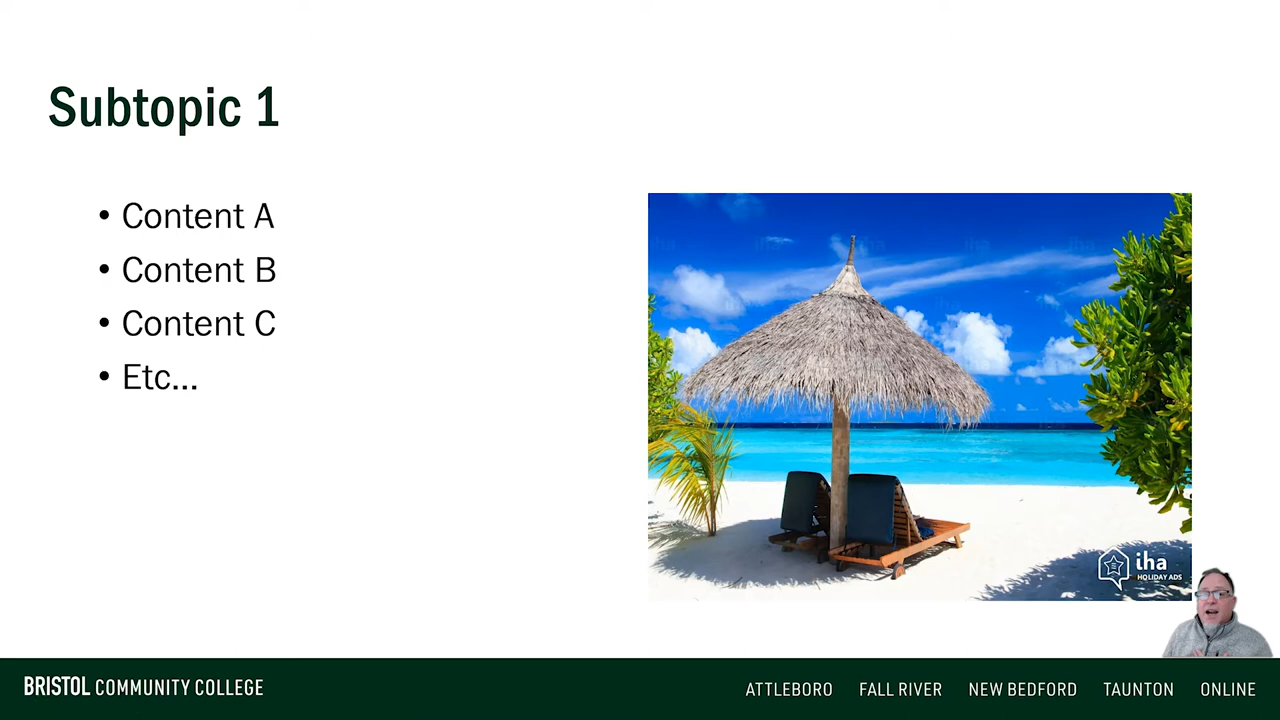 Subtopic 1
• Content A
• Content B
• Content C
• Etc...
iha
HOLIDAY ADS
BRISTOL COMMUNITY COLLEGE
ATTLEBORO FALL RIVER NEW BEDFORD TAUNTON ONLINE